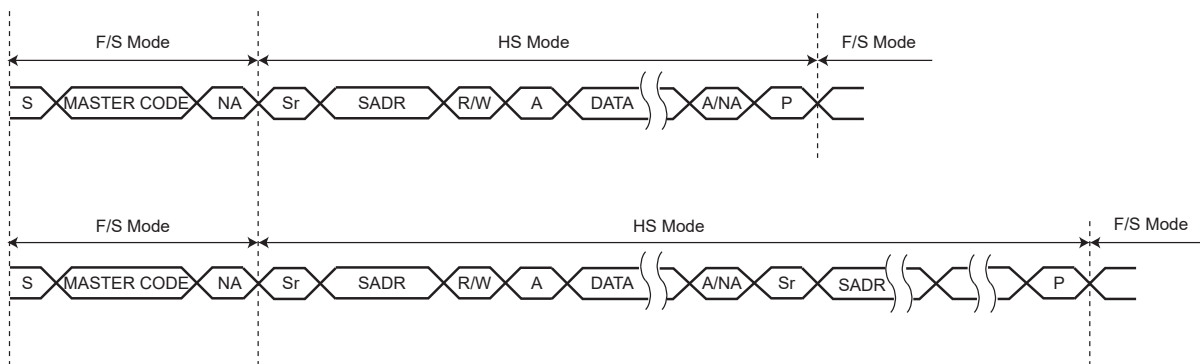 F/S Mode HS Mode F/S Mode
S MASTER CODE NA Sr SADR R/W A DATA A/NA P
F/S Mode HS Mode F/S Mode
S MASTER CODE NA Sr SADR R/W A DATA A/NA Sr SADR P